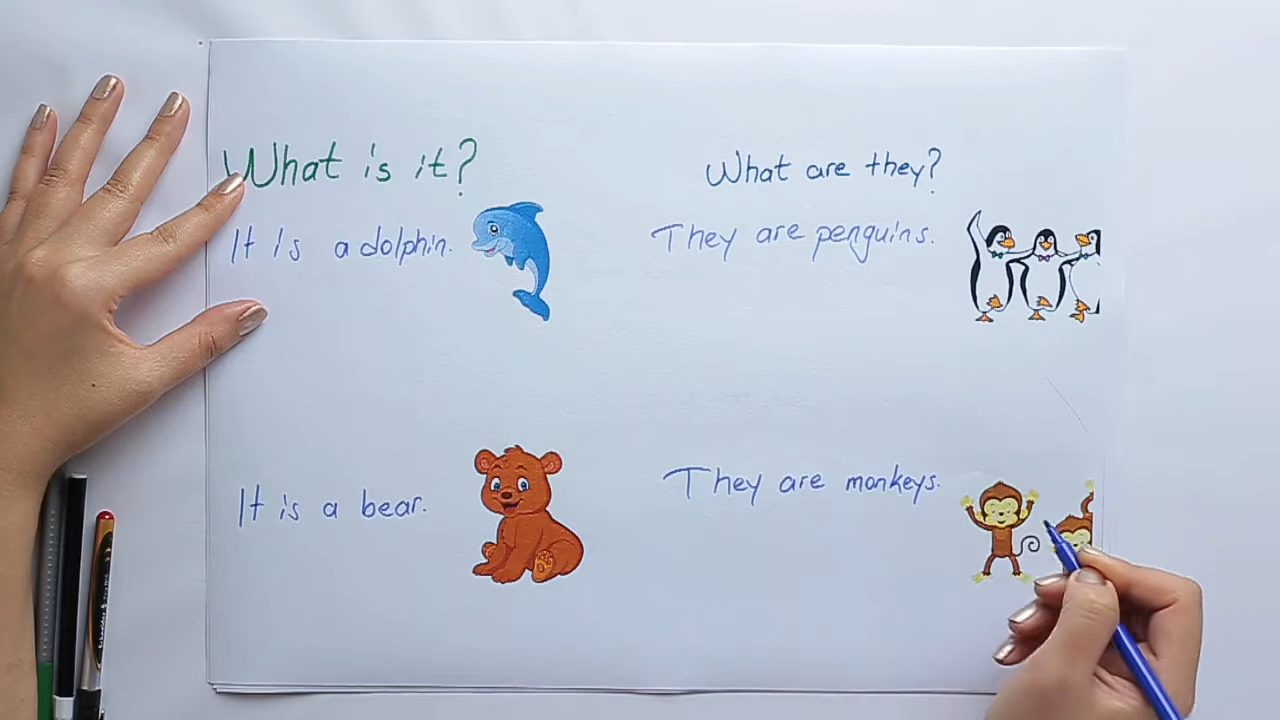 What is it?
It is a dolphin.
It is a bear.
What are they?
They are penguins.
They are monkeys.